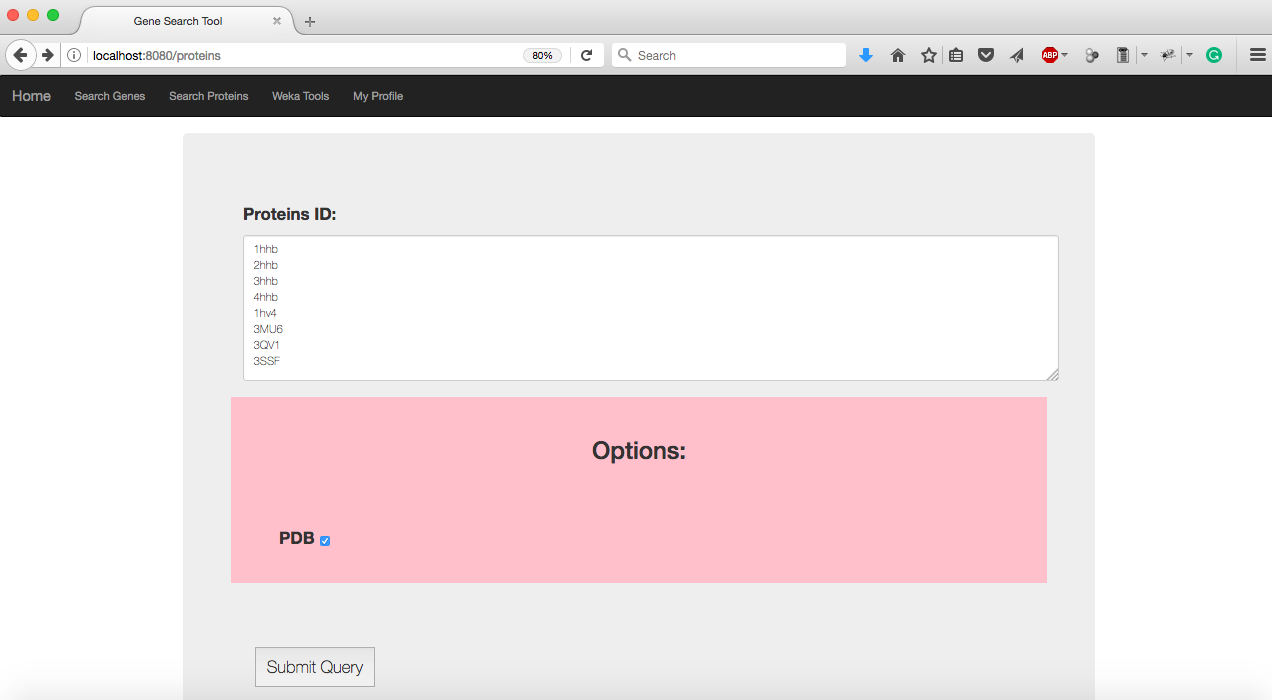 Gene Search Tool
localhost:8080/proteins
80%
Search
ABP
Home
Search Genes
Search Proteins
Weka Tools
My Profile
Proteins ID:
1hhb
2hhb
3hhb
4hhb
1hv4
3MU6
3QV1
3SSF
Options:
PDB
Submit Query